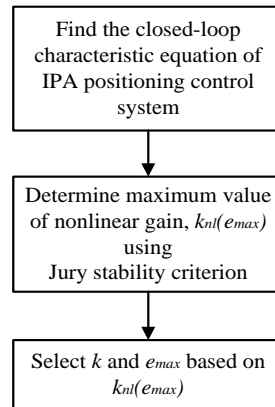 Find the closed-loop
characteristic equation of
IPA positioning control
system
Determine maximum value
of nonlinear gain, knl(emax)
using
Jury stability criterion
Select k and emax based on
knl(emax)